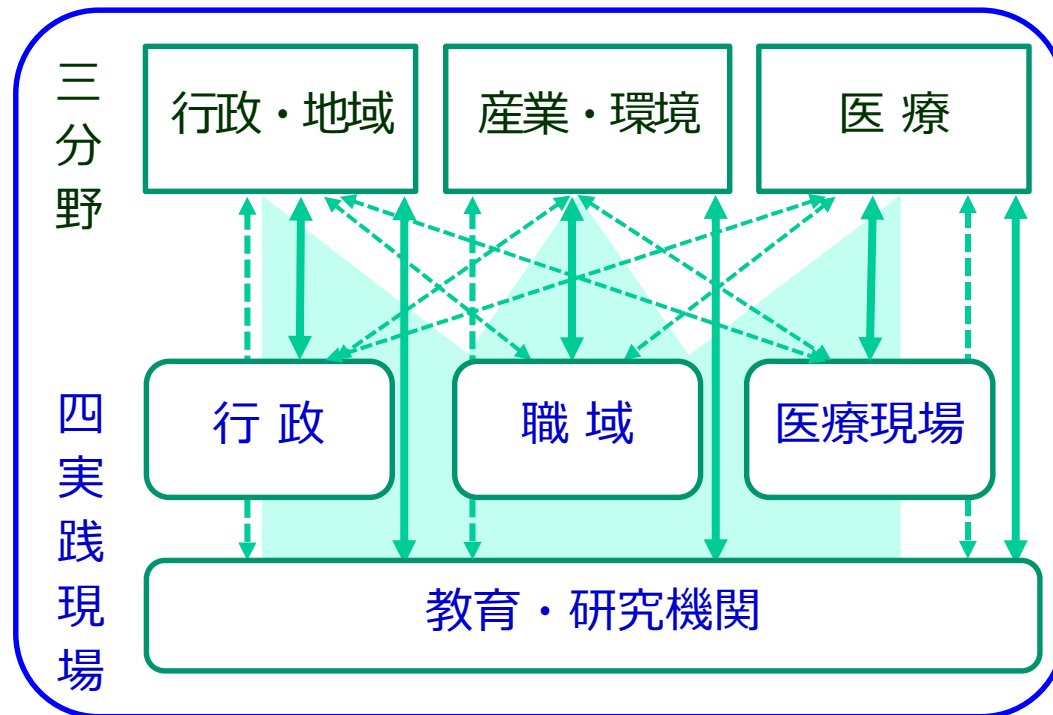 三分野
行政・地域
産業・環境
医 療
四実践現場
行 政
職 域
医療現場
教育・研究機関